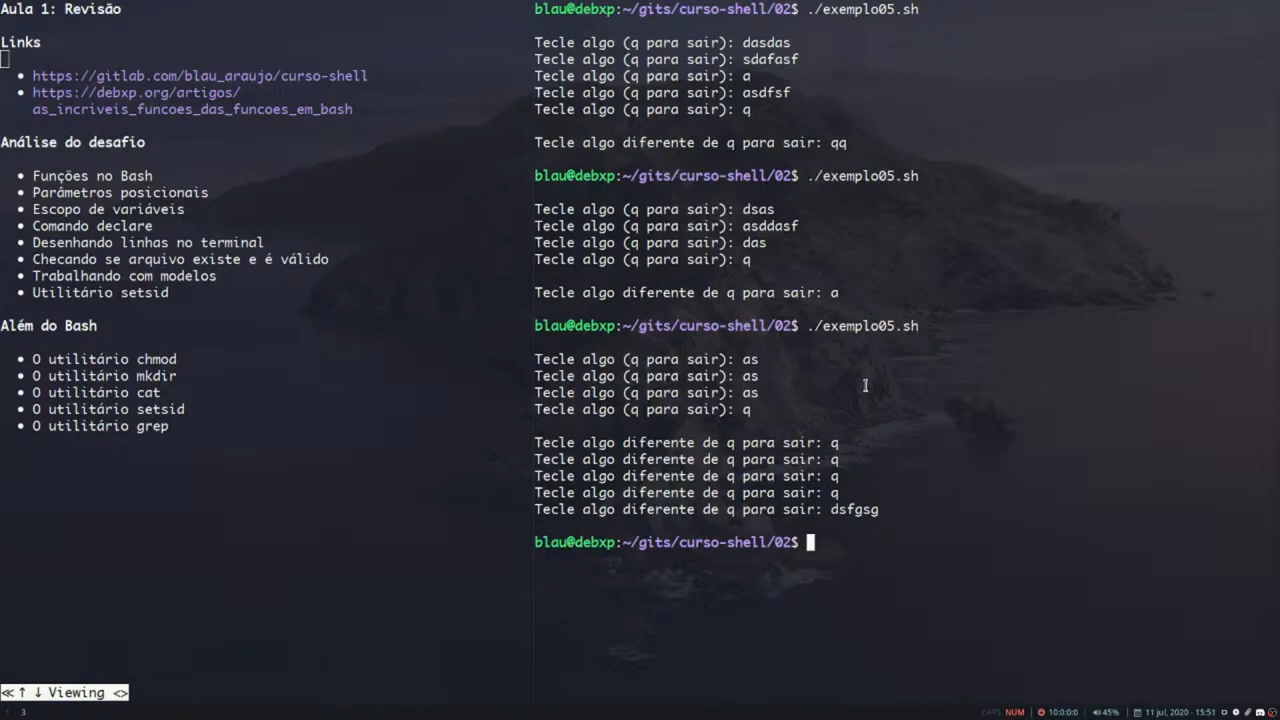 Aula 1: Revisão
Links
• https://gitlab.com/blau_araujo/curso-shell
• https://debxp.org/artigos/
as_incriveis_funcoes_das_funcoes_em_bash
Análise do desafio
• Funções no Bash
• Parâmetros posicionais
• Escopo de variáveis
• Comando declare
• Desenhando linhas no terminal
• Checando se arquivo existe e é válido
• Trabalhando com modelos
• Utilitário setsid
Além do Bash
• O utilitário chmod
• O utilitário mkdir
• O utilitário cat
• O utilitário setsid
• O utilitário grep
≪↑ ↓ Viewing <>
blau@debxp:~/gits/curso-shell/02$ ./exemplo05.sh
Tecle algo (q para sair): dasdas
Tecle algo (q para sair): sdafasf
Tecle algo (q para sair): a
Tecle algo (q para sair): asdfsf
Tecle algo (q para sair): q
Tecle algo diferente de q para sair: qq
blau@debxp:~/gits/curso-shell/02$ ./exemplo05.sh
Tecle algo (q para sair): dsas
Tecle algo (q para sair): asddasf
Tecle algo (q para sair): das
Tecle algo (q para sair): q
Tecle algo diferente de q para sair: a
blau@debxp:~/gits/curso-shell/02$ ./exemplo05.sh
Tecle algo (q para sair): as
Tecle algo (q para sair): as
Tecle algo (q para sair): as
Tecle algo (q para sair): q
Tecle algo diferente de q para sair: q
Tecle algo diferente de q para sair: q
Tecle algo diferente de q para sair: q
Tecle algo diferente de q para sair: q
Tecle algo diferente de q para sair: dsfgsg
blau@debxp:~/gits/curso-shell/02$
1 3 CAPS NUM 10:0:0:0 45% 11 jul, 2020 - 15:51